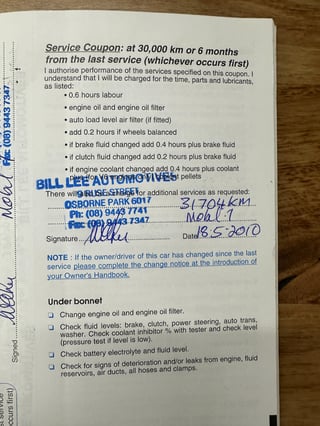 Service Coupon: at 30,000 km or 6 months
from the last service (whichever occurs first)
I authorise performance of the services specified on this coupon. I
understand that I will be charged for the time, parts and lubricants,
as listed:
• 0.6 hours labour
• engine oil and engine oil filter
• auto load level air filter (if fitted)
• add 0.2 hours if wheels balanced
• if brake fluid changed add 0.4 hours plus brake fluid
• if clutch fluid changed add 0.2 hours plus brake fluid
• if engine coolant changed add 0.4 hours plus coolant
pellets
BILL LEE AUTOMOTIVE
There will for additional services as requested:
9 RUSE STREET
OSBORNE PARK 6017
31704km
Ph: (08) 9443 7741
Mobil 1
Fx: (08) 9443 7347
Signature Date 18.5-2010
NOTE : If the owner/driver of this car has changed since the last
service please complete the change notice at the introduction of
your Owner's Handbook.
Under bonnet
❏ Change engine oil and engine oil filter.
❏ Check fluid levels: brake, clutch, power steering, auto trans,
washer. Check coolant inhibitor % with tester and check level
(pressure test if level is low).
❏ Check battery electrolyte and fluid level.
❏ Check for signs of deterioration and/or leaks from engine, fluid
reservoirs, air ducts, all hoses and clamps.
Fx: (08) 9443 7347
Mobil
Signed
occurs first)